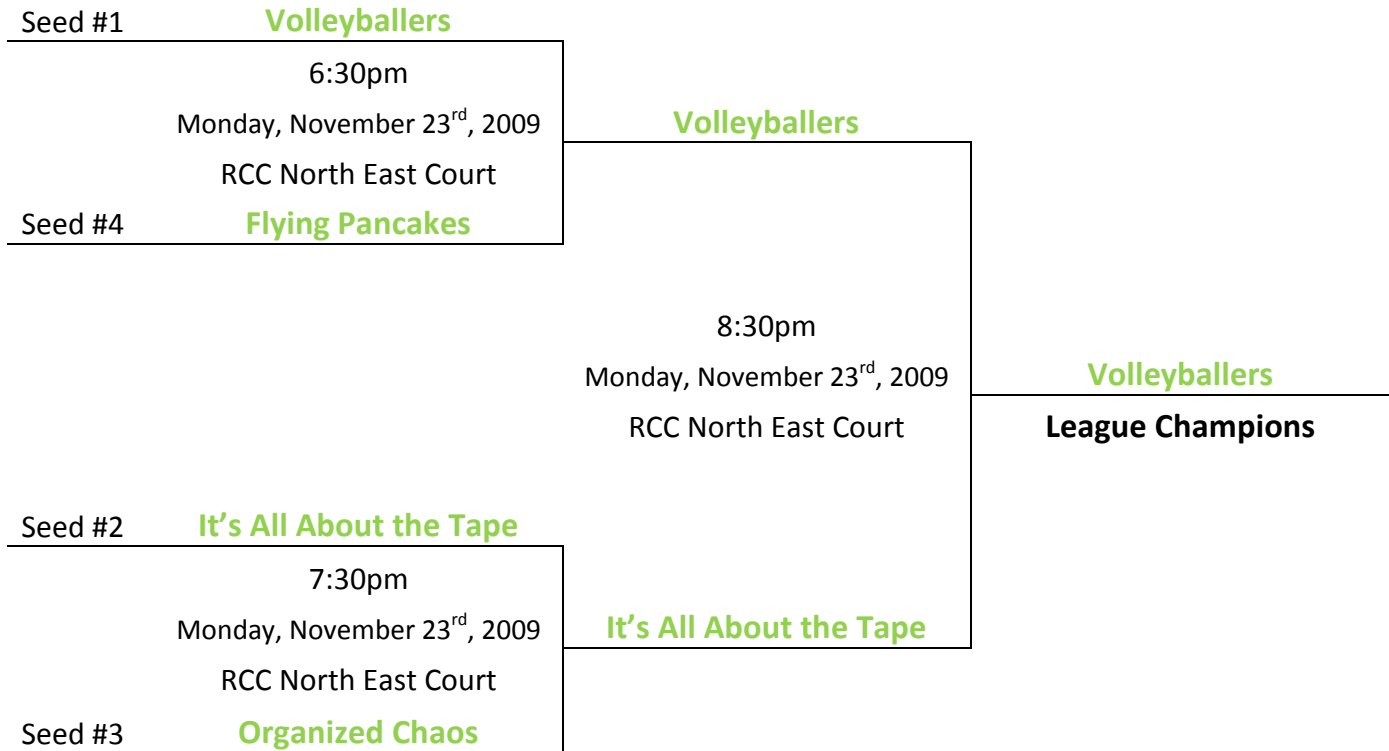 Seed #1 Volleyballers
6:30pm
Monday, November 23rd, 2009
RCC North East Court
Seed #4 Flying Pancakes
Volleyballers
8:30pm
Monday, November 23rd, 2009
RCC North East Court
Volleyballers
League Champions
Seed #2 It's All About the Tape
7:30pm
Monday, November 23rd, 2009
RCC North East Court
Seed #3 Organized Chaos
It's All About the Tape